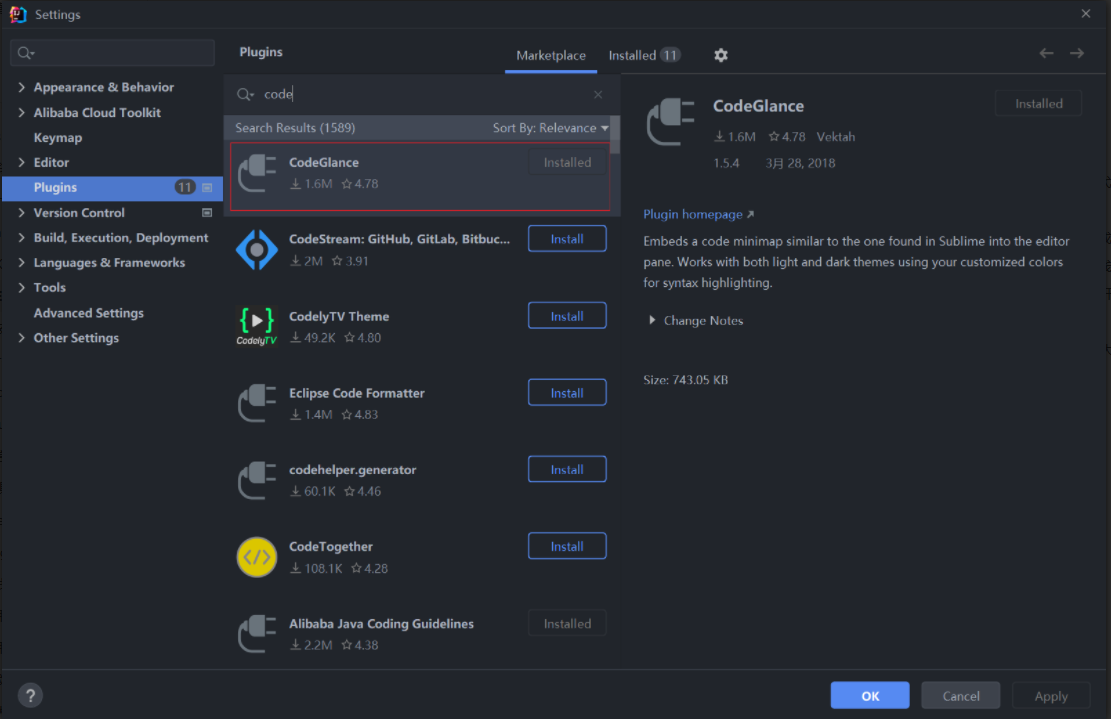 Settings
Appearance & Behavior
Alibaba Cloud Toolkit
Keymap
Editor
Plugins 11
Version Control
Build, Execution, Deployment
Languages & Frameworks
Tools
Advanced Settings
Other Settings
Plugins
Marketplace
Installed 11
code
Search Results (1589) Sort By: Relevance
CodeGlance Installed
1.6M 4.78
CodeStream: GitHub, GitLab, Bitbuc... Install
2M 3.91
CodelyTV
CodelyTV Theme Install
49.2K 4.80
Eclipse Code Formatter Install
1.4M 4.83
codehelper.generator Install
60.1K 4.46
CodeTogether Install
108.1K 4.28
Alibaba Java Coding Guidelines Installed
2.2M 4.38
CodeGlance Installed
1.6M 4.78 Vektah
1.5.4 3月 28, 2018
Plugin homepage
Embeds a code minimap similar to the one found in Sublime into the editor
pane. Works with both light and dark themes using your customized colors
for syntax highlighting.
Change Notes
Size: 743.05 KB
?
OK
Cancel
Apply